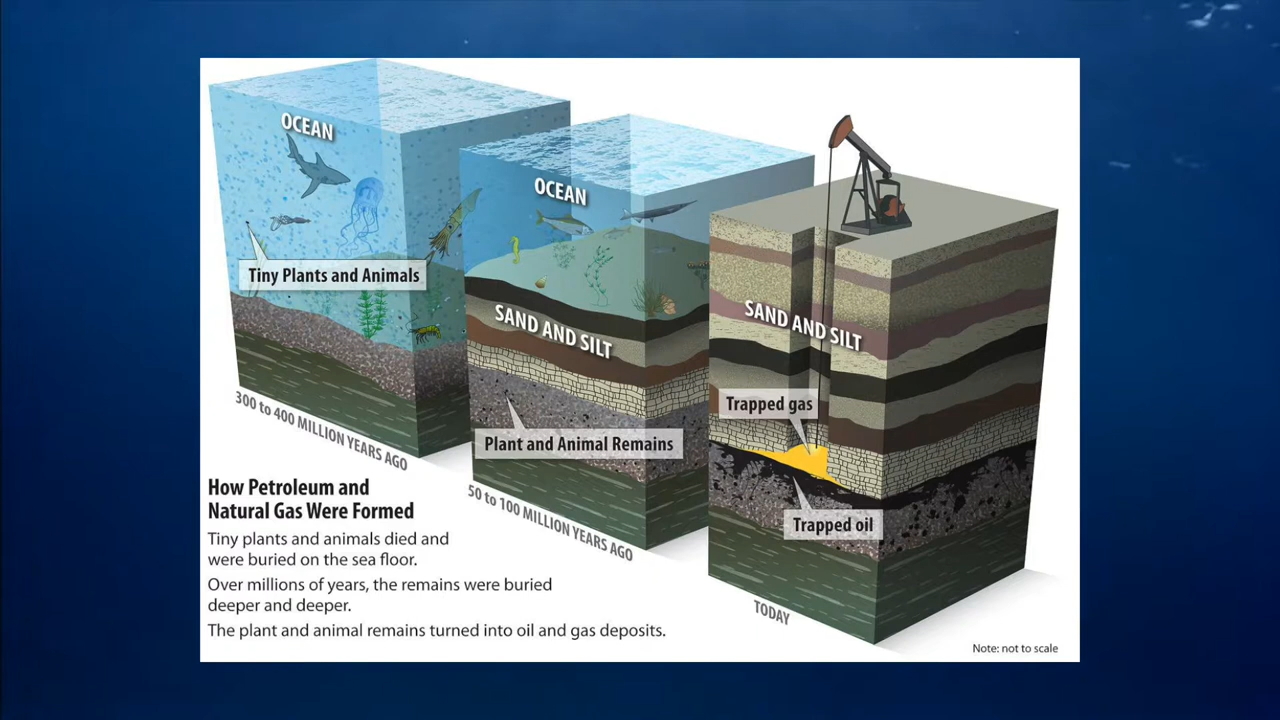 OCEAN
Tiny Plants and Animals
300 to 400 MILLION YEARS AGO
OCEAN
SAND AND SILT
Plant and Animal Remains
50 to 100 MILLION YEARS AGO
SAND AND SILT
Trapped gas
Trapped oil
TODAY
How Petroleum and
Natural Gas Were Formed
Tiny plants and animals died and
were buried on the sea floor.
Over millions of years, the remains were buried
deeper and deeper.
The plant and animal remains turned into oil and gas deposits.
Note: not to scale